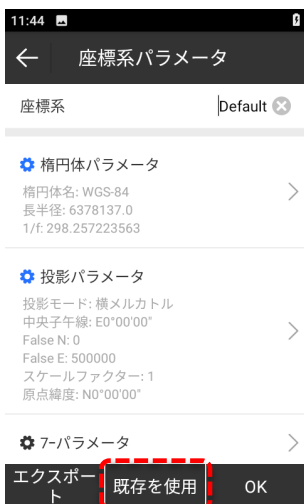 11:44
座標系パラメータ
座標系 Default
楕円体パラメータ
楕円体名: WGS-84
長半径: 6378137.0
1/f: 298.257223563
投影パラメータ
投影モード: 横メルカトル
中央子午線: E0°00'00"
False N: 0
False E: 500000
スケールファクター: 1
原点緯度: N0°00'00"
7-パラメータ
エクスポー
ト
既存を使用
OK